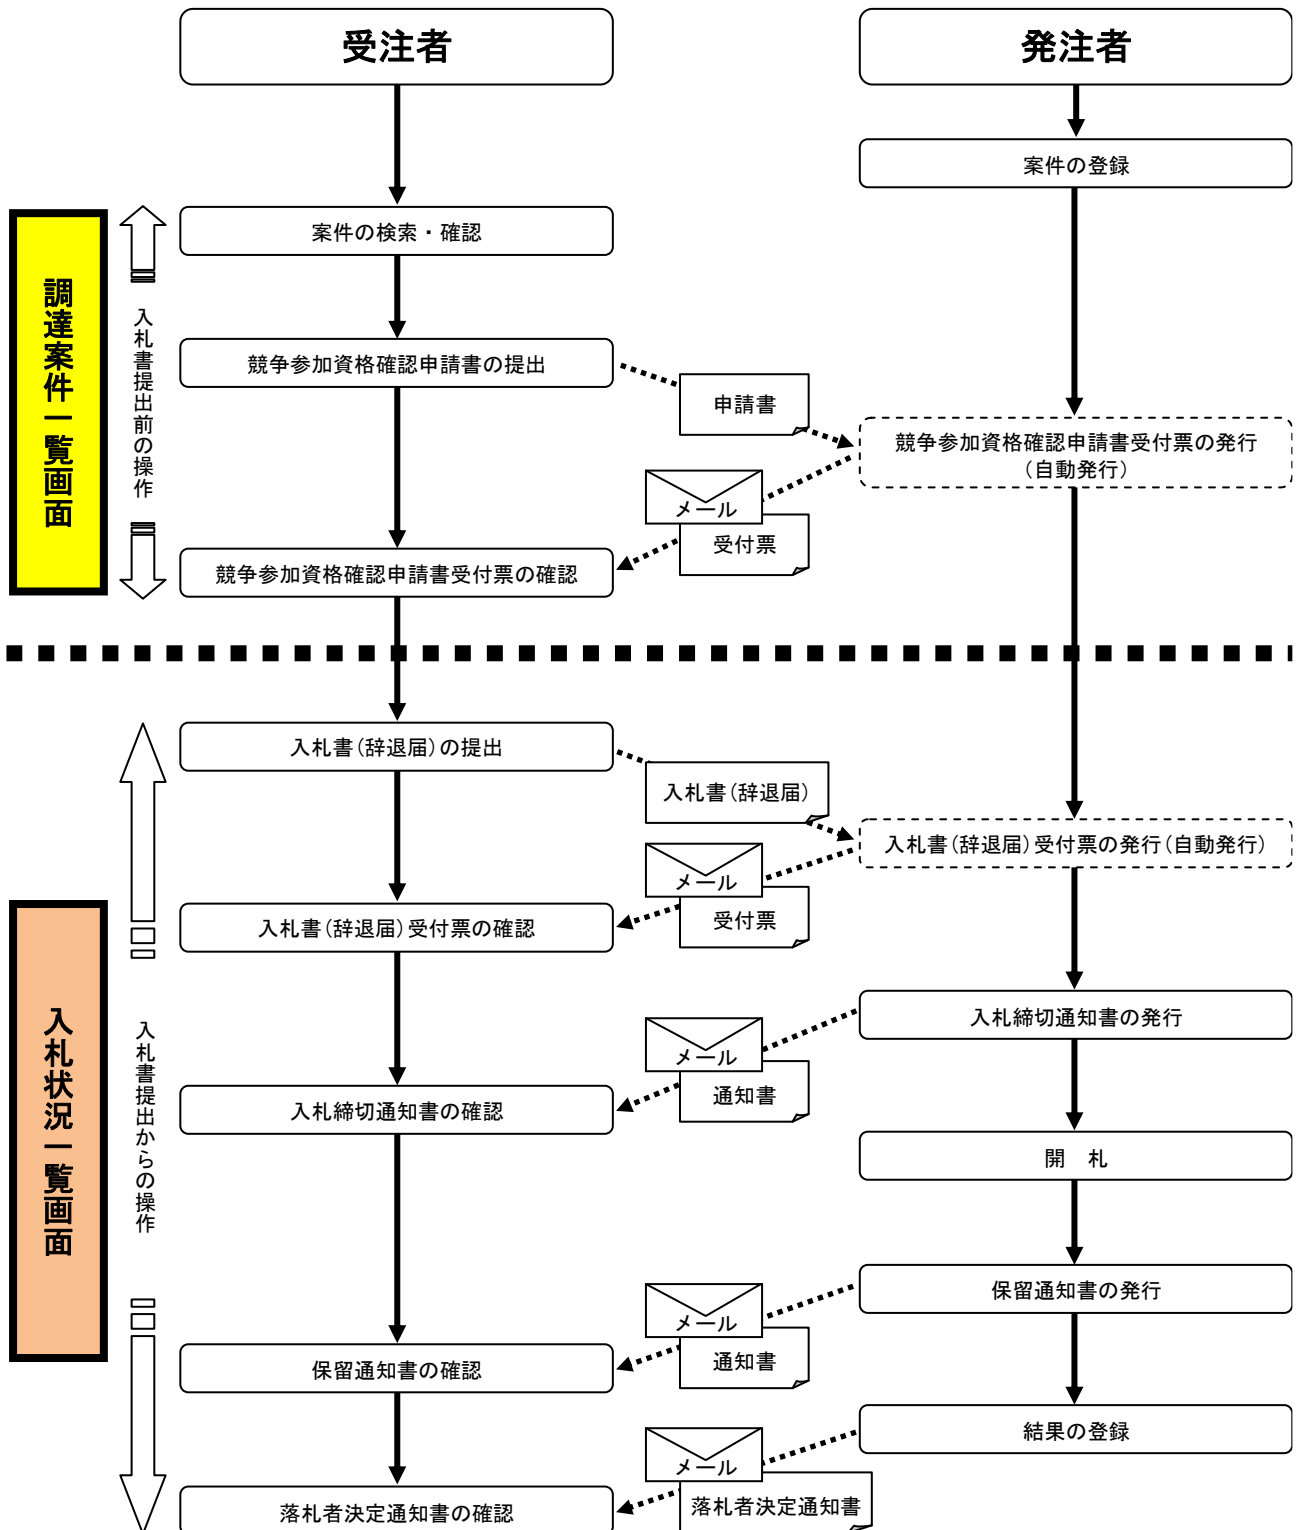 受注者
発注者
案件の登録
案件の検索・確認
調達案件一覧画面
入札書提出前の操作
競争参加資格確認申請書の提出
申請書
競争参加資格確認申請書受付票の発行
（自動発行）
メール
受付票
競争参加資格確認申請書受付票の確認
入札書（辞退届）の提出
入札書（辞退届）
入札書（辞退届）受付票の発行（自動発行）
メール
受付票
入札書（辞退届）受付票の確認
入札状況一覧画面
入札書提出からの操作
入札締切通知書の発行
メール
通知書
入札締切通知書の確認
開　札
保留通知書の発行
メール
通知書
保留通知書の確認
結果の登録
メール
落札者決定通知書
落札者決定通知書の確認